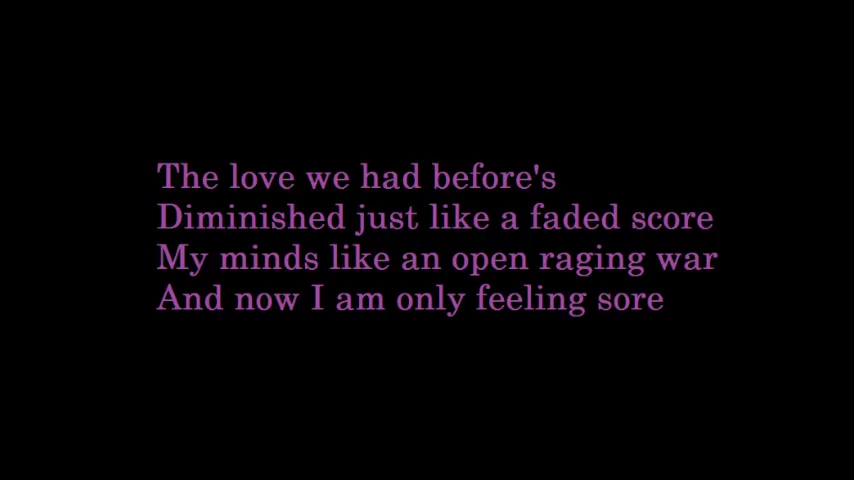 The love we had before's
Diminished just like a faded score
My minds like an open raging war
And now I am only feeling sore